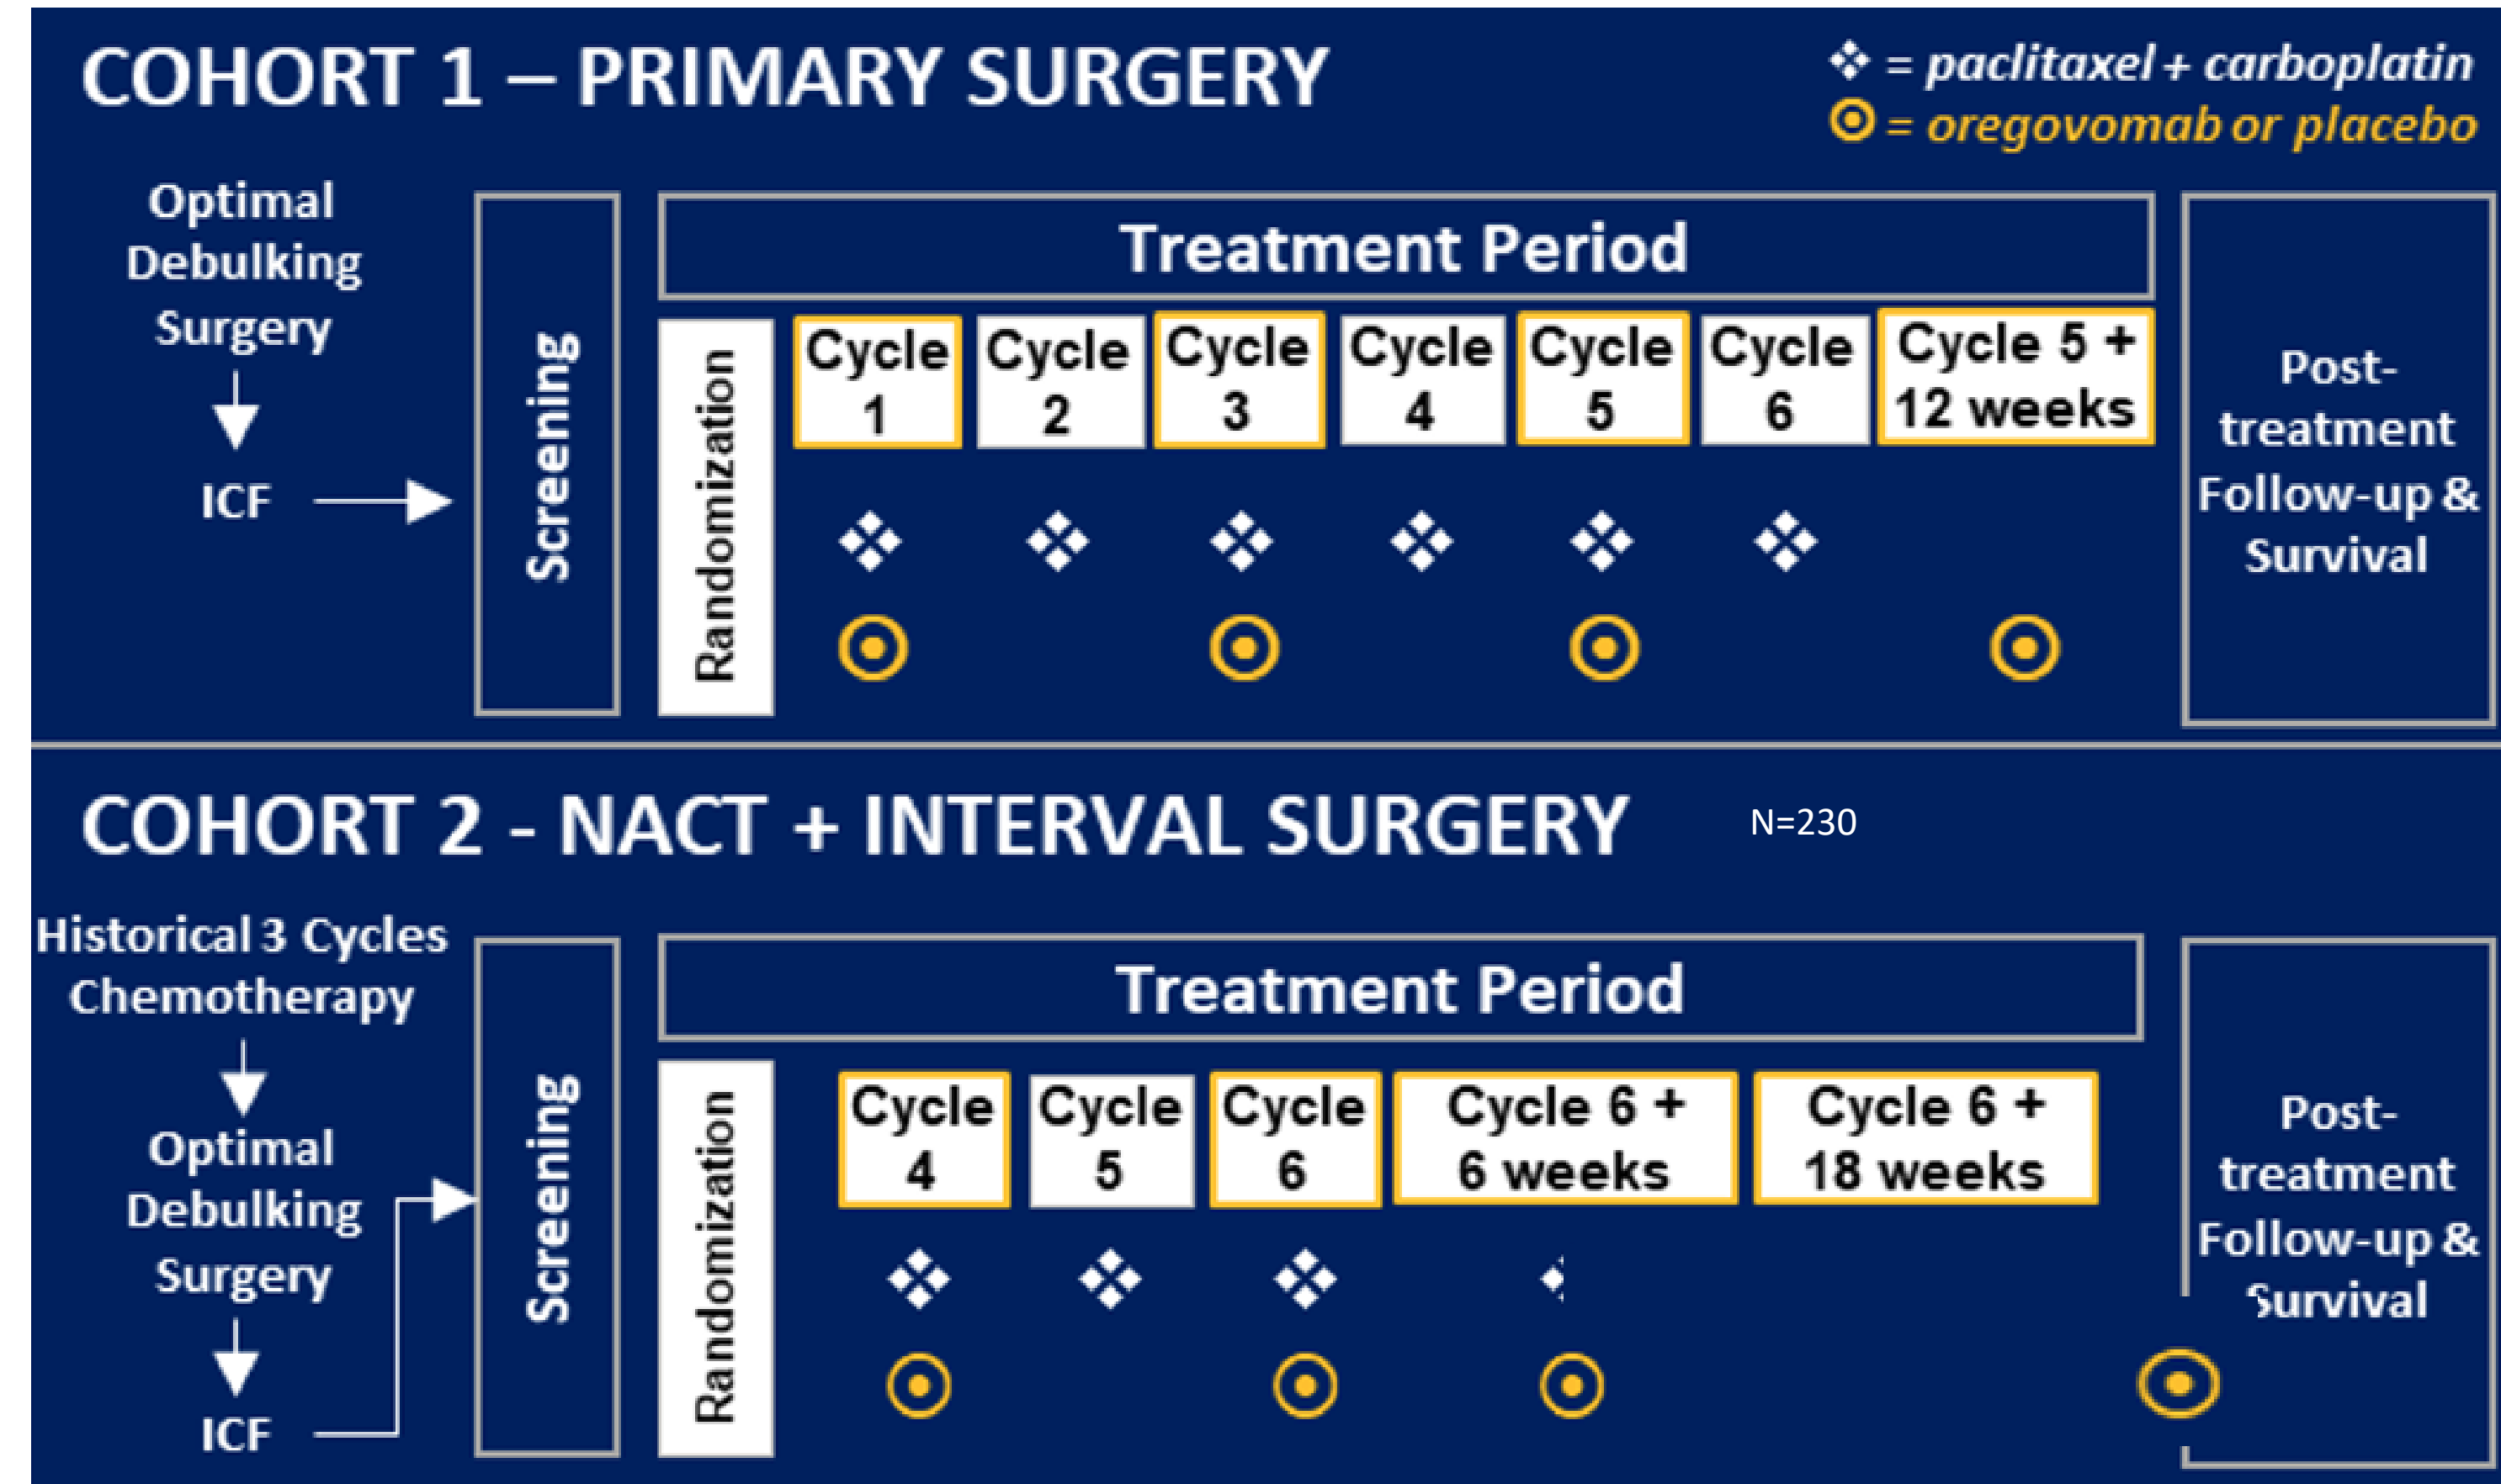 COHORT 1 – PRIMARY SURGERY
❖ = paclitaxel + carboplatin
= oregovomab or placebo
Optimal
Debulking
Surgery
ICF
Screening
Treatment Period
Randomization
Cycle
1
Cycle
2
Cycle
3
Cycle
4
Cycle
5
Cycle
6
Cycle 5 +
12 weeks
Post-
treatment
Follow-up &
Survival
COHORT 2 - NACT + INTERVAL SURGERY
N=230
Historical 3 Cycles
Chemotherapy
Optimal
Debulking
Surgery
ICF
Screening
Treatment Period
Randomization
Cycle
4
Cycle
5
Cycle
6
Cycle 6 +
6 weeks
Cycle 6 +
18 weeks
Post-
treatment
Follow-up &
Survival